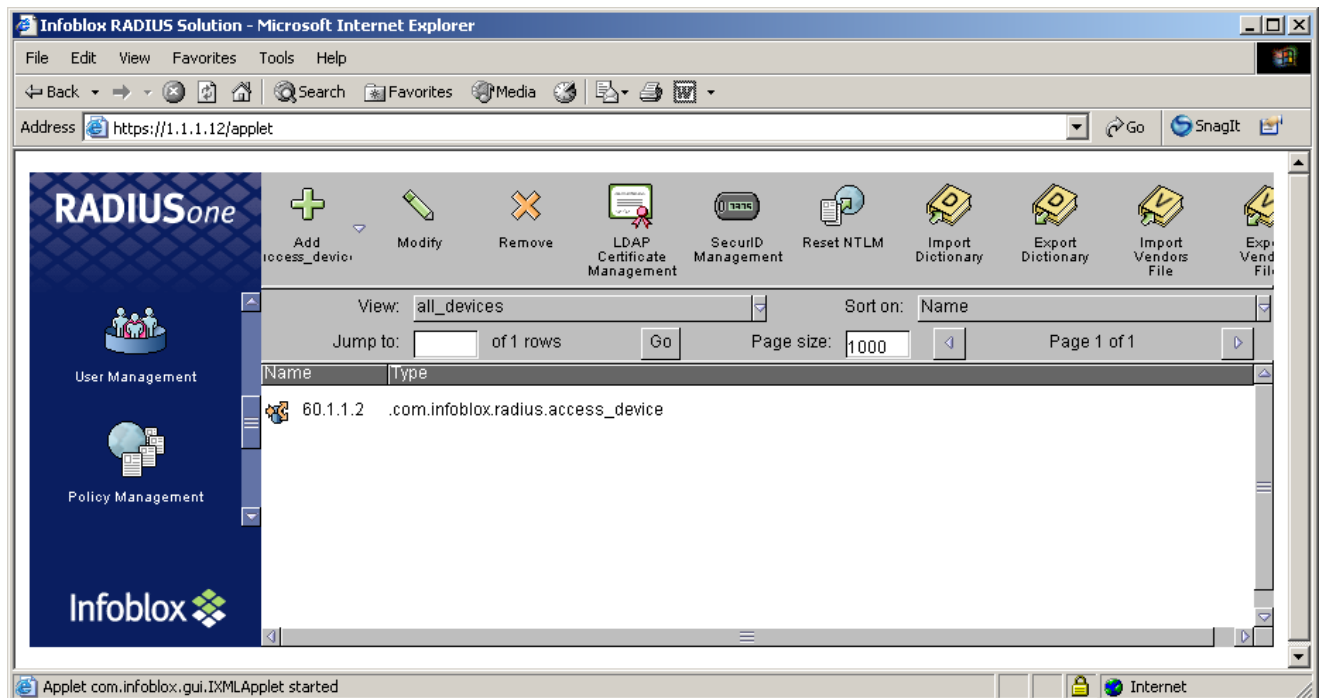 Infoblox RADIUS Solution - Microsoft Internet Explorer
File Edit View Favorites Tools Help
Back Search Favorites Media
Address https://1.1.1.12/applet Go SnagIt
RADIUSone
Add
Modify
Remove
LDAP
Certificate
Management
SecurID
Management
Reset NTLM
Import
Dictionary
Export
Dictionary
Import
Vendors
File
View: all_devices Sort on: Name
Jump to: of 1 rows Go Page size: 1000 Page 1 of 1
Name Type
60.1.1.2 .com.infoblox.radius.access_device
User Management
Policy Management
Infoblox
Applet com.infoblox.gui.IXMLApplet started Internet